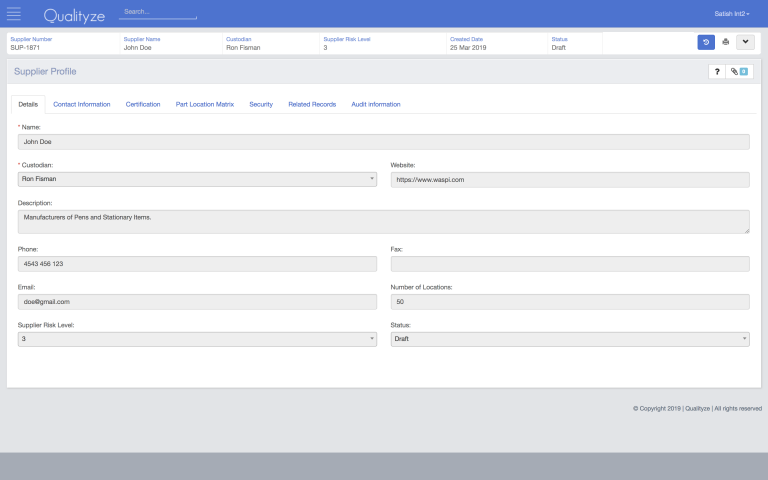 Qualityze
Search...
Satish Int2
Supplier Number
SUP-1871
Supplier Name
John Doe
Custodian
Ron Fisman
Supplier Risk Level
3
Created Date
25 Mar 2019
Status
Draft
Supplier Profile
?
0
Details Contact Information Certification Part Location Matrix Security Related Records Audit information
* Name:
John Doe
* Custodian:
Ron Fisman
Website:
https://www.waspi.com
Description:
Manufacturers of Pens and Stationary Items.
Phone:
4543 456 123
Fax:
Email:
doe@gmail.com
Number of Locations:
50
Supplier Risk Level:
3
Status:
Draft
© Copyright 2019 | Qualityze | All rights reserved